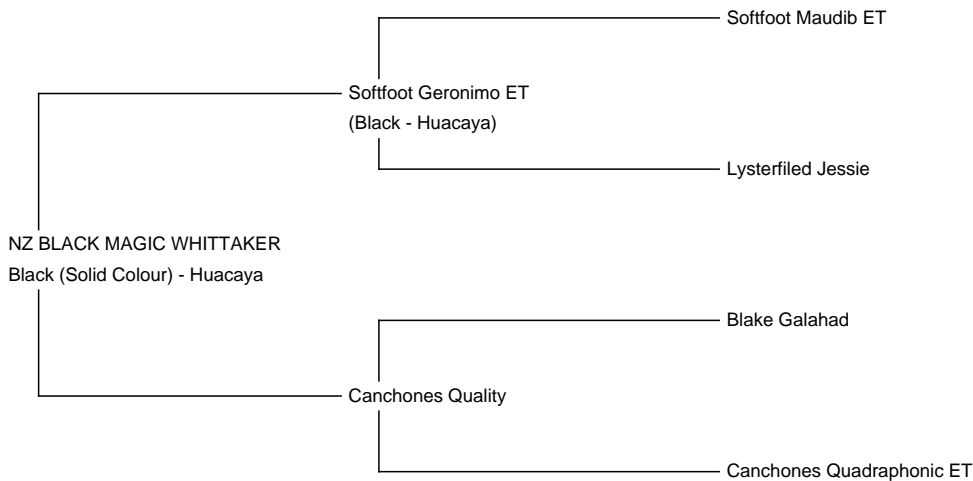 Softfoot Maudib ET
Softfoot Geronimo ET
(Black - Huacaya)
Lysterfiled Jessie
NZ BLACK MAGIC WHITTAKER
Black (Solid Colour) - Huacaya
Blake Galahad
Canchones Quality
Canchones Quadraphonic ET